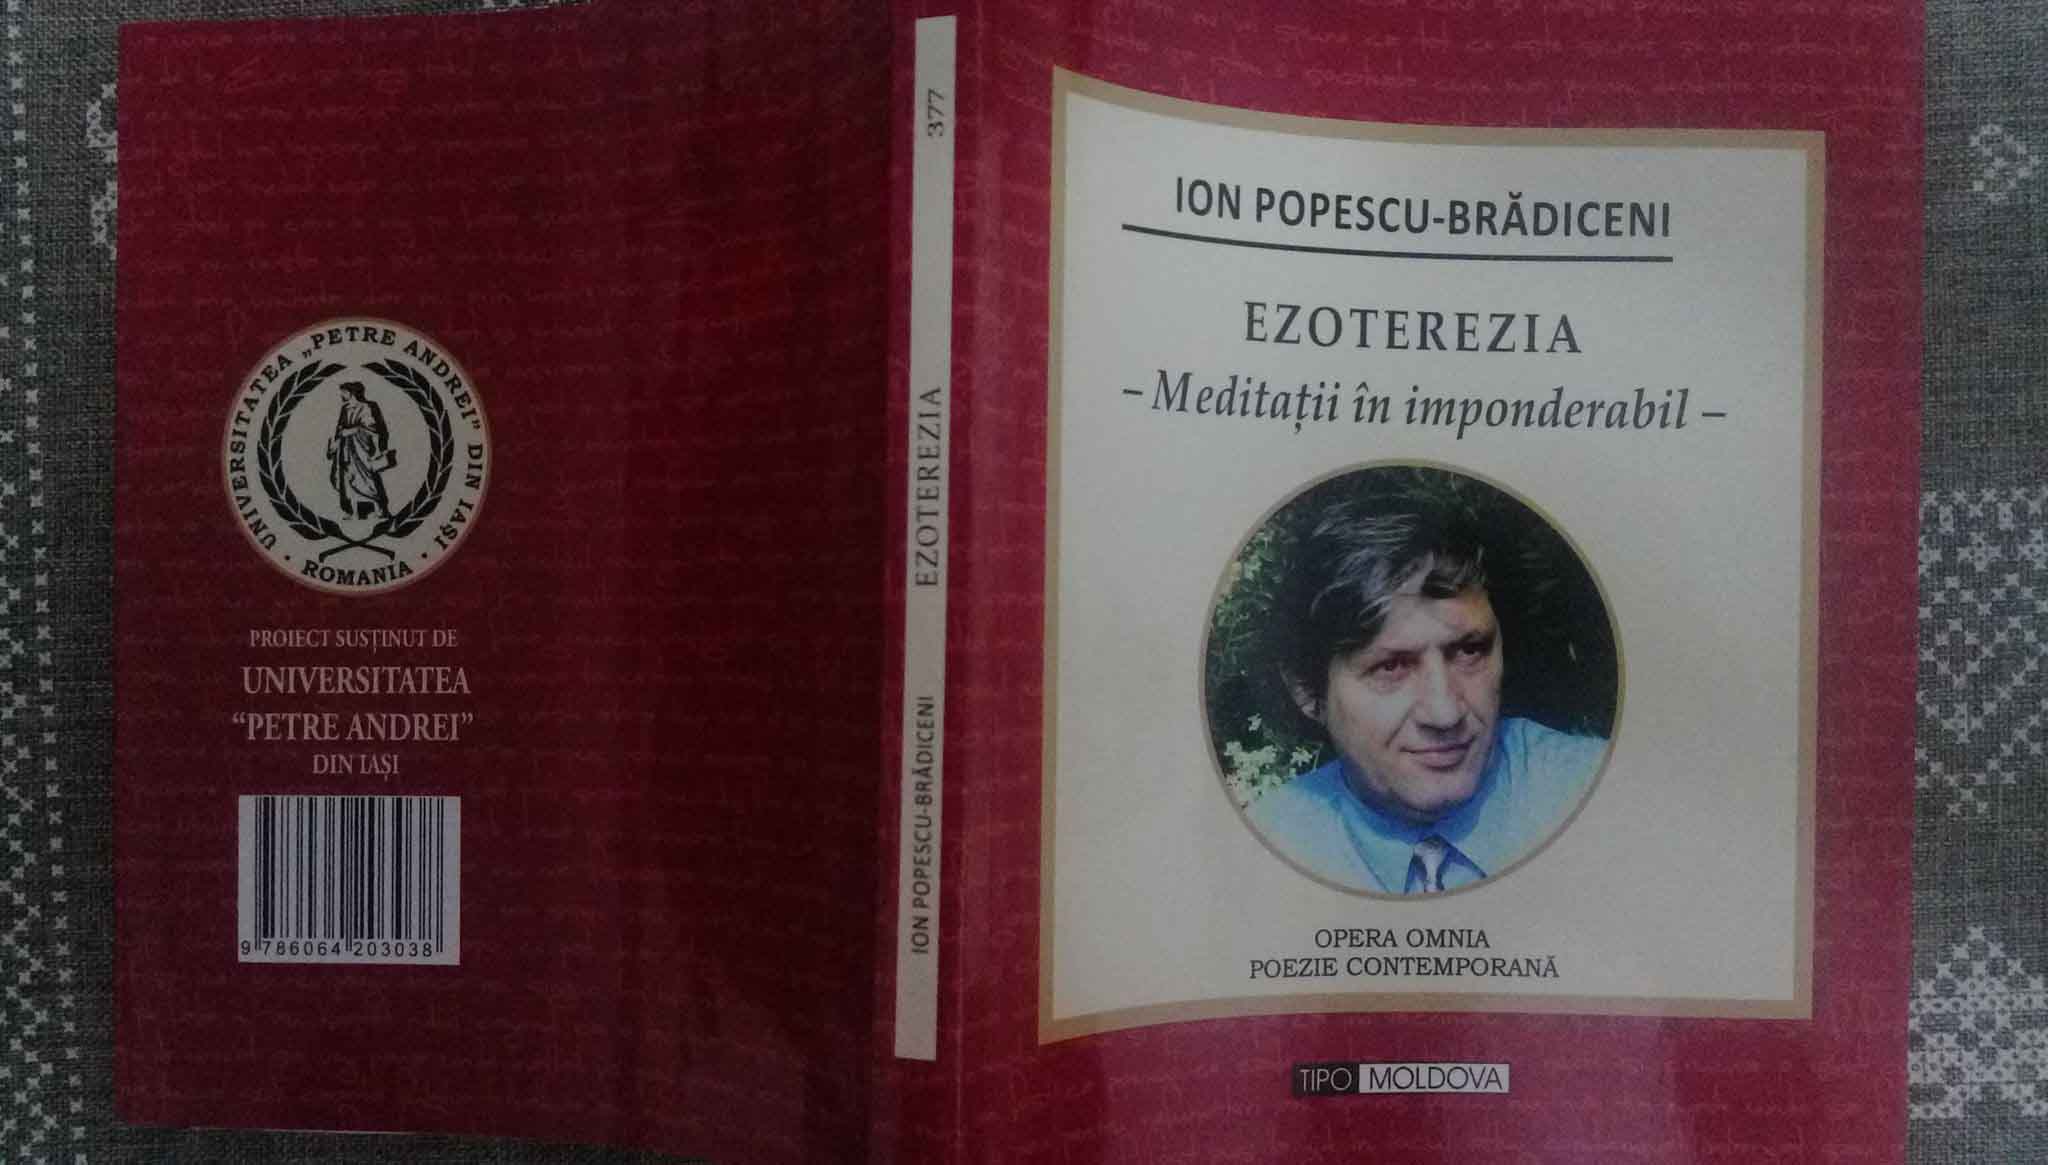 „PETRE ANDREI” DIN IAȘI
UNIVERSITATEA
· ROMANIA ·
PROIECT SUSȚINUT DE
UNIVERSITATEA
“PETRE ANDREI”
DIN IAȘI
9 786064 203038
377
EZOTEREZIA
ION POPESCU-BRĂDICENI
ION POPESCU-BRĂDICENI
EZOTEREZIA
– Meditații în imponderabil –
OPERA OMNIA
POEZIE CONTEMPORANĂ
TIPO MOLDOVA